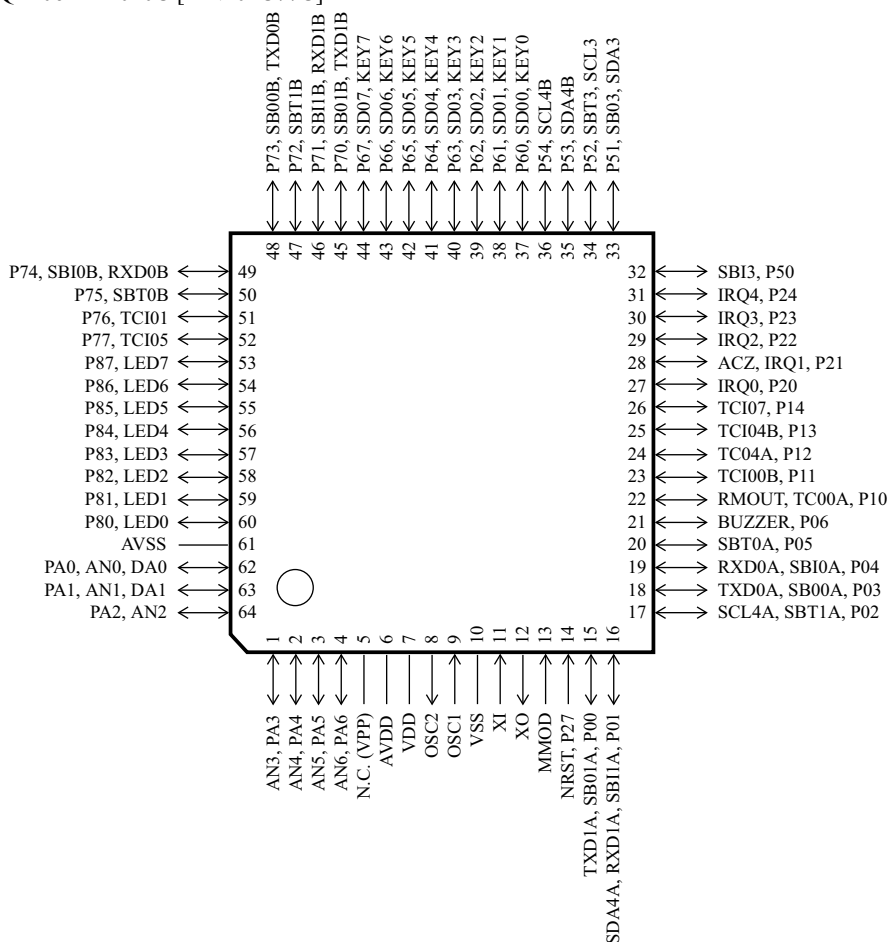 P73, SB00B, TXD0B
P72, SBT1B
P71, SBI1B, RXD1B
P70, SB01B, TXD1B
P67, SD07, KEY7
P66, SD06, KEY6
P65, SD05, KEY5
P64, SD04, KEY4
P63, SD03, KEY3
P62, SD02, KEY2
P61, SD01, KEY1
P60, SD00, KEY0
P54, SCL4B
P53, SDA4B
P52, SBT3, SCL3
P51, SB03, SDA3
48 47 46 45 44 43 42 41 40 39 38 37 36 35 34 33
P74, SBI0B, RXD0B 49 32 SBI3, P50
P75, SBT0B 50 31 IRQ4, P24
P76, TCI01 51 30 IRQ3, P23
P77, TCI05 52 29 IRQ2, P22
P87, LED7 53 28 ACZ, IRQ1, P21
P86, LED6 54 27 IRQ0, P20
P85, LED5 55 26 TCI07, P14
P84, LED4 56 25 TCI04B, P13
P83, LED3 57 24 TC04A, P12
P82, LED2 58 23 TCI00B, P11
P81, LED1 59 22 RMOUT, TC00A, P10
P80, LED0 60 21 BUZZER, P06
AVSS 61 20 SBT0A, P05
PA0, AN0, DA0 62 19 RXD0A, SBI0A, P04
PA1, AN1, DA1 63 18 TXD0A, SB00A, P03
PA2, AN2 64 17 SCL4A, SBT1A, P02
1 2 3 4 5 6 7 8 9 10 11 12 13 14 15 16
AN3, PA3
AN4, PA4
AN5, PA5
AN6, PA6
N.C. (VPP)
AVDD
VDD
OSC2
OSC1
VSS
XI
XO
MMOD
NRST, P27
TXD1A, SB01A, P00
SDA4A, RXD1A, SBI1A, P01